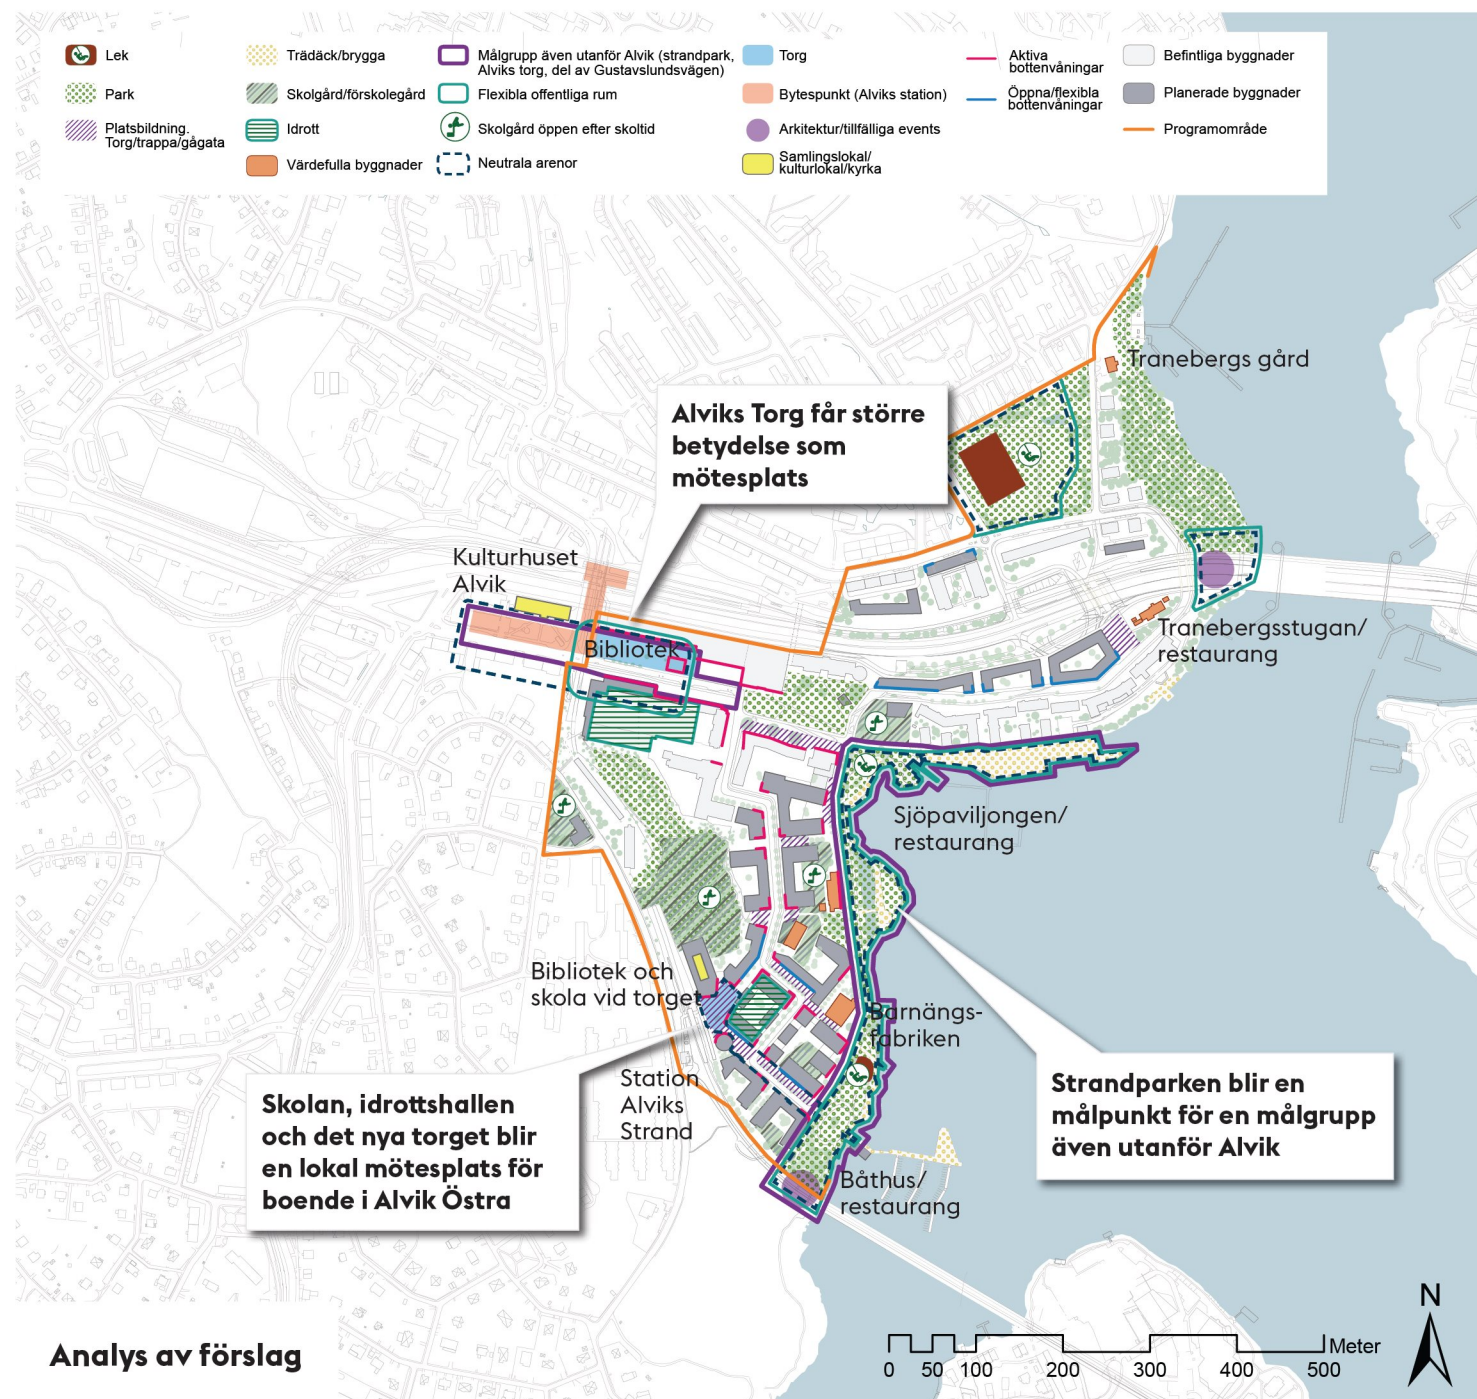 Lek
Park
Platsbildning.
Torg/trappa/gågata
Trädäck/brygga
Skolgård/förskolegård
Idrott
Värdefulla byggnader
Målgrupp även utanför Alvik (strandpark,
Alviks torg, del av Gustavslundsvägen)
Flexibla offentliga rum
Skolgård öppen efter skoltid
Neutrala arenor
Torg
Bytespunkt (Alviks station)
Arkitektur/tillfälliga events
Samlingslokal/
kulturlokal/kyrka
Aktiva
bottenvåningar
Öppna/flexibla
bottenvåningar
Befintliga byggnader
Planerade byggnader
Programområde
Tranebergs gård
Alviks Torg får större
betydelse som
mötesplats
Kulturhuset
Alvik
Bibliotek
Tranebergsstugan/
restaurang
Sjöpaviljongen/
restaurang
Bibliotek och
skola vid torget
Barnängs-
fabriken
Station
Alviks
Strand
Strandparken blir en
målpunkt för en målgrupp
även utanför Alvik
Skolan, idrottshallen
och det nya torget blir
en lokal mötesplats för
boende i Alvik Östra
Båthus/
restaurang
Analys av förslag
N
Meter
0 50 100 200 300 400 500